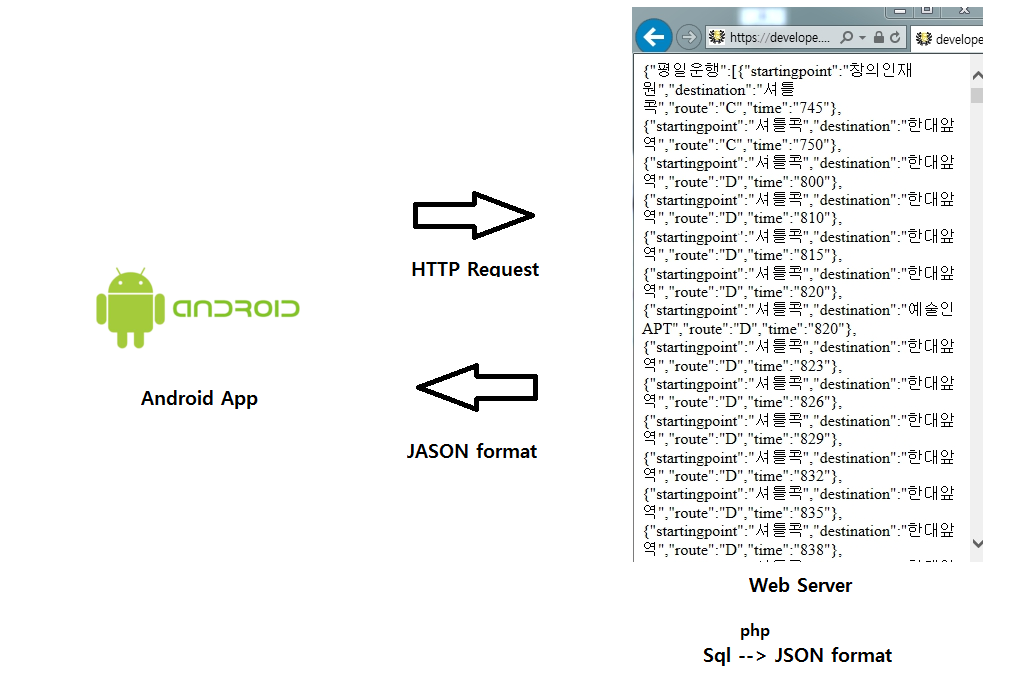 https://develope....
develope
{"평일운행":[{"startingpoint":"창의인재
원","destination":"셔틀
콕","route":"C","time":"745"},
{"startingpoint":"셔틀콕","destination":"한대앞
역","route":"C","time":"750"},
{"startingpoint":"셔틀콕","destination":"한대앞
역","route":"D","time":"800"},
{"startingpoint":"셔틀콕","destination":"한대앞
역","route":"D","time":"810"},
{"startingpoint":"셔틀콕","destination":"한대앞
역","route":"D","time":"815"},
{"startingpoint":"셔틀콕","destination":"한대앞
역","route":"D","time":"820"},
{"startingpoint":"셔틀콕","destination":"예술인
APT","route":"D","time":"820"},
{"startingpoint":"셔틀콕","destination":"한대앞
역","route":"D","time":"823"},
{"startingpoint":"셔틀콕","destination":"한대앞
역","route":"D","time":"826"},
{"startingpoint":"셔틀콕","destination":"한대앞
역","route":"D","time":"829"},
{"startingpoint":"셔틀콕","destination":"한대앞
역","route":"D","time":"832"},
{"startingpoint":"셔틀콕","destination":"한대앞
역","route":"D","time":"835"},
{"startingpoint":"셔틀콕","destination":"한대앞
역","route":"D","time":"838"},
HTTP Request
ANDROID
Android App
JASON format
Web Server
php
Sql --> JSON format